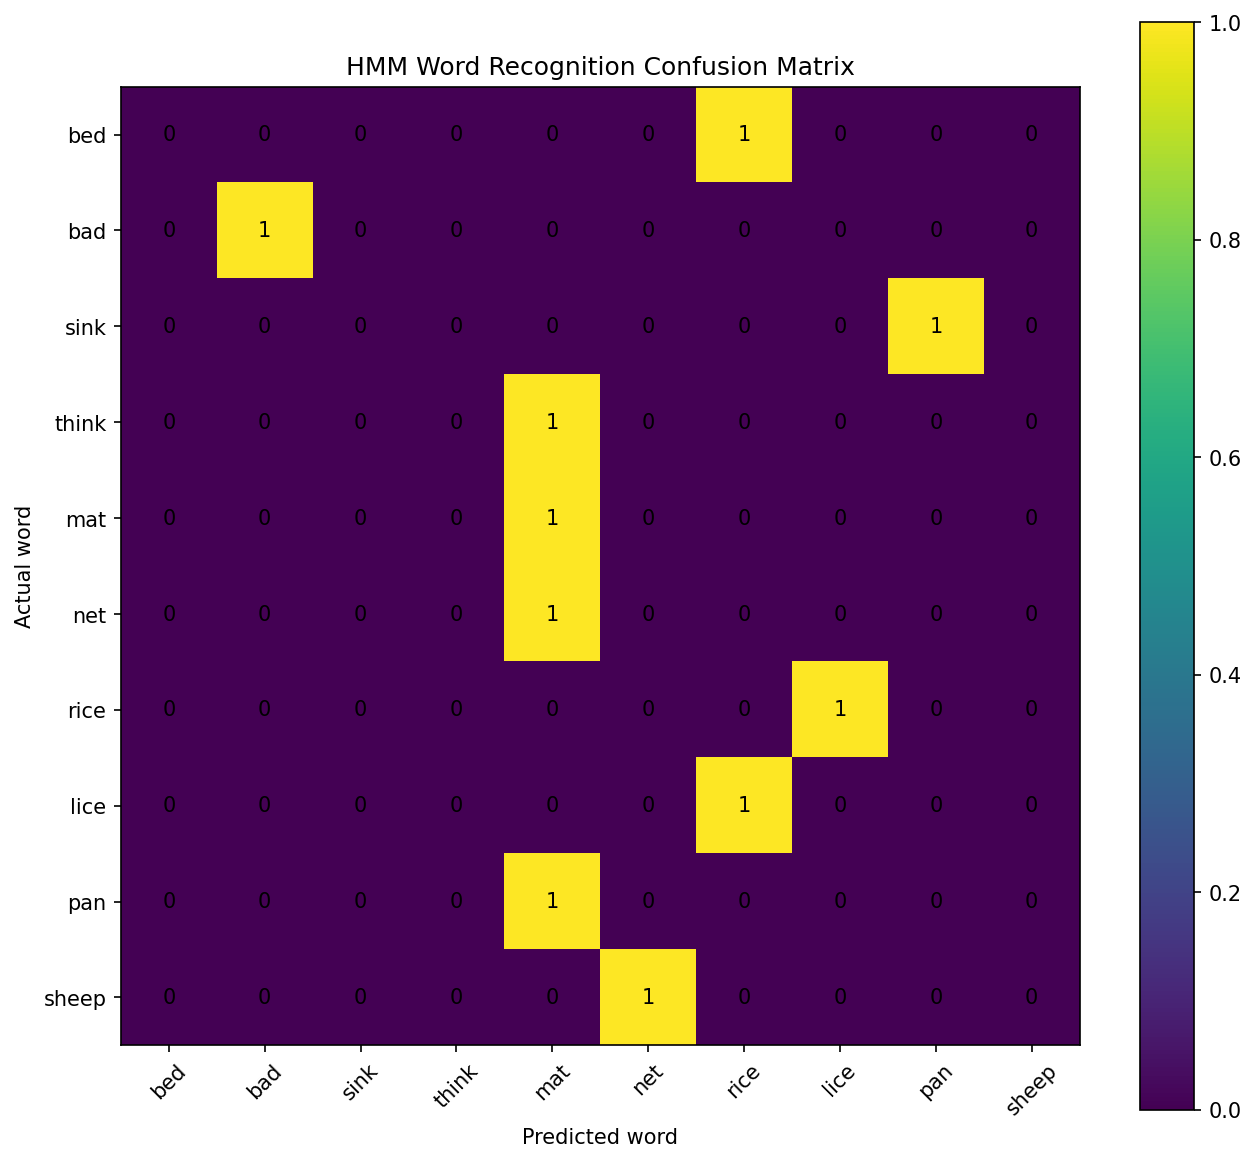 HMM Word Recognition Confusion Matrix
1.0
0.8
0.6
0.4
0.2
0.0
Actual word
bed 0 0 0 0 0 0 1 0 0 0
bad 0 1 0 0 0 0 0 0 0 0
sink 0 0 0 0 0 0 0 0 1 0
think 0 0 0 0 1 0 0 0 0 0
mat 0 0 0 0 1 0 0 0 0 0
net 0 0 0 0 1 0 0 0 0 0
rice 0 0 0 0 0 0 0 1 0 0
lice 0 0 0 0 0 0 1 0 0 0
pan 0 0 0 0 1 0 0 0 0 0
sheep 0 0 0 0 0 1 0 0 0 0
bed bad sink think mat net rice lice pan sheep
Predicted word